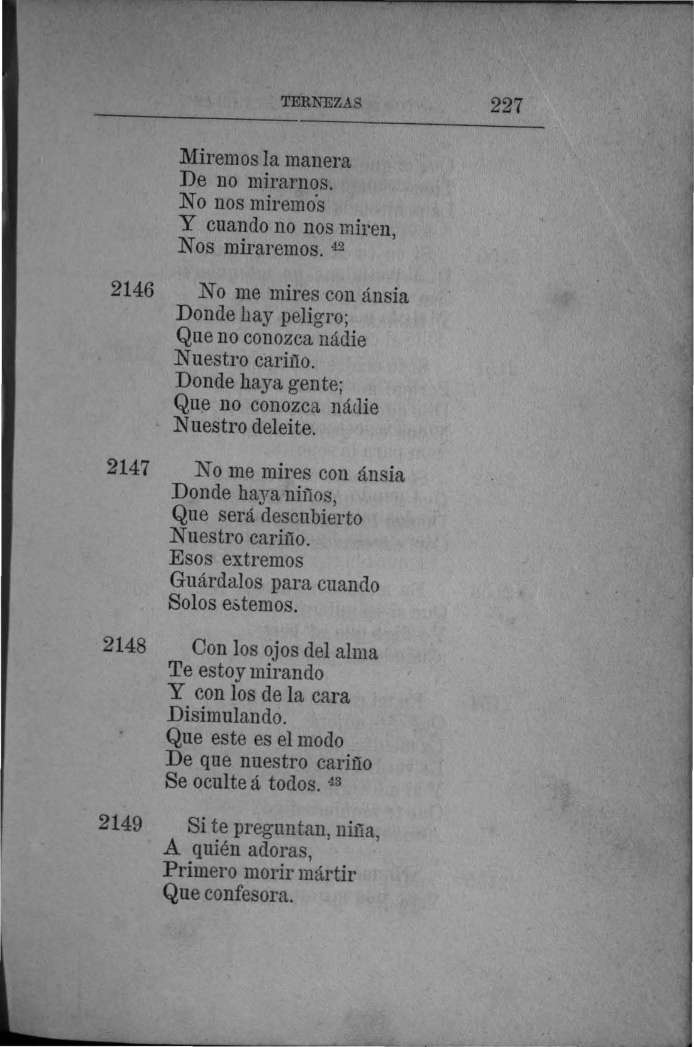 TERNEZAS 227
Miremos la manera
De no mirarnos.
No nos miremos
Y cuando no nos miren,
Nos miraremos. 42
2146 No me mires con ánsia
Donde hay peligro;
Que no conozca nádie
Nuestro cariño.
Donde haya gente;
Que no conozca nádie
Nuestro deleite.
2147 No me mires con ánsia
Donde haya niños,
Que será descubierto
Nuestro cariño.
Esos extremos
Guárdalos para cuando
Solos estemos.
2148 Con los ojos del alma
Te estoy mirando
Y con los de la cara
Disimulando.
Que este es el modo
De que nuestro cariño
Se oculte á todos. 43
2149 Si te preguntan, niña,
A quién adoras,
Primero morir mártir
Que confesora.